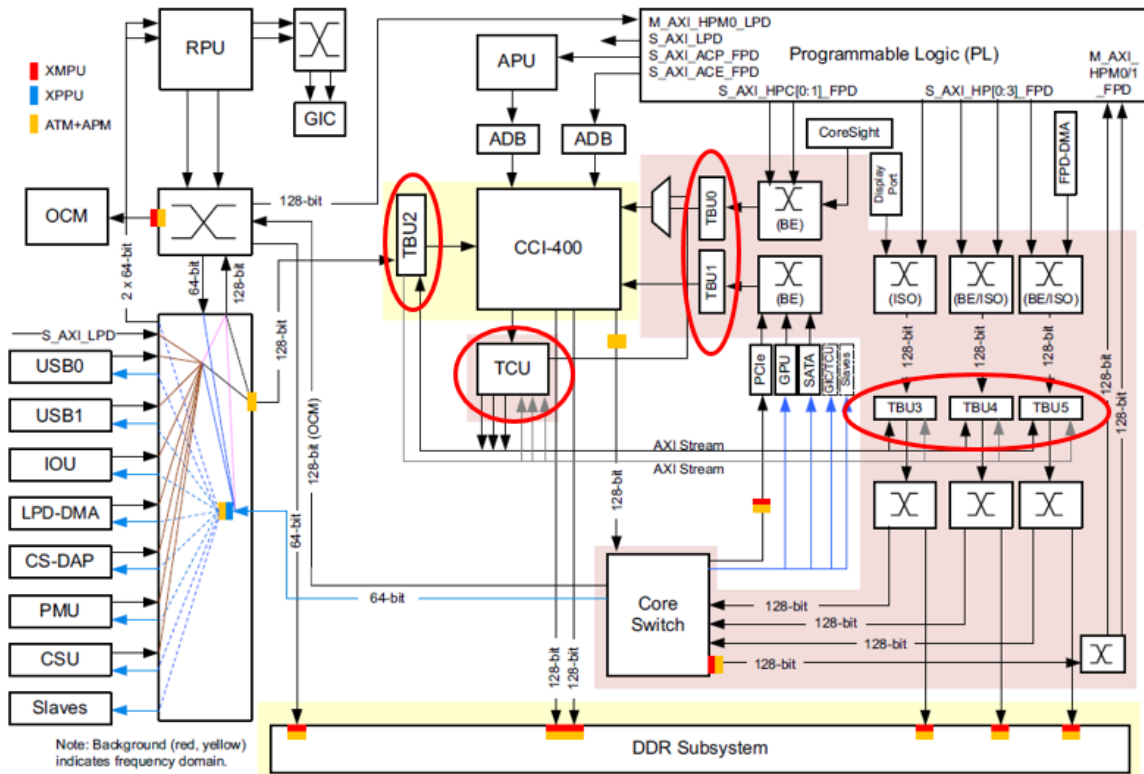 XMPU
XPPU
ATM+APM
RPU
GIC
M_AXI_HPM0_LPD
S_AXI_LPD
S_AXI_ACP_FPD
S_AXI_ACE_FPD
Programmable Logic (PL)
M_AXI_
HPM0/1
_FPD
S_AXI_HPC[0:1]_FPD
S_AXI_HP[0:3]_FPD
APU
ADB
ADB
CoreSight
Display
Port
FPD-DMA
OCM
128-bit
2 x 64-bit
64-bit
128-bit
128-bit
128-bit (OCM)
64-bit
TBU2
CCI-400
TBU0
TBU1
(BE)
(BE)
(ISO)
(BE/ISO)
(BE/ISO)
128-bit
128-bit
128-bit
128-bit
128-bit
TCU
PCIe
GPU
SATA
GIC/TCU
Slaves
TBU3
TBU4
TBU5
AXI Stream
AXI Stream
S_AXI_LPD
USB0
USB1
IOU
LPD-DMA
CS-DAP
PMU
CSU
Slaves
128-bit
64-bit
Core
Switch
128-bit
128-bit
128-bit
128-bit
128-bit
128-bit
Note: Background (red, yellow)
indicates frequency domain.
DDR Subsystem